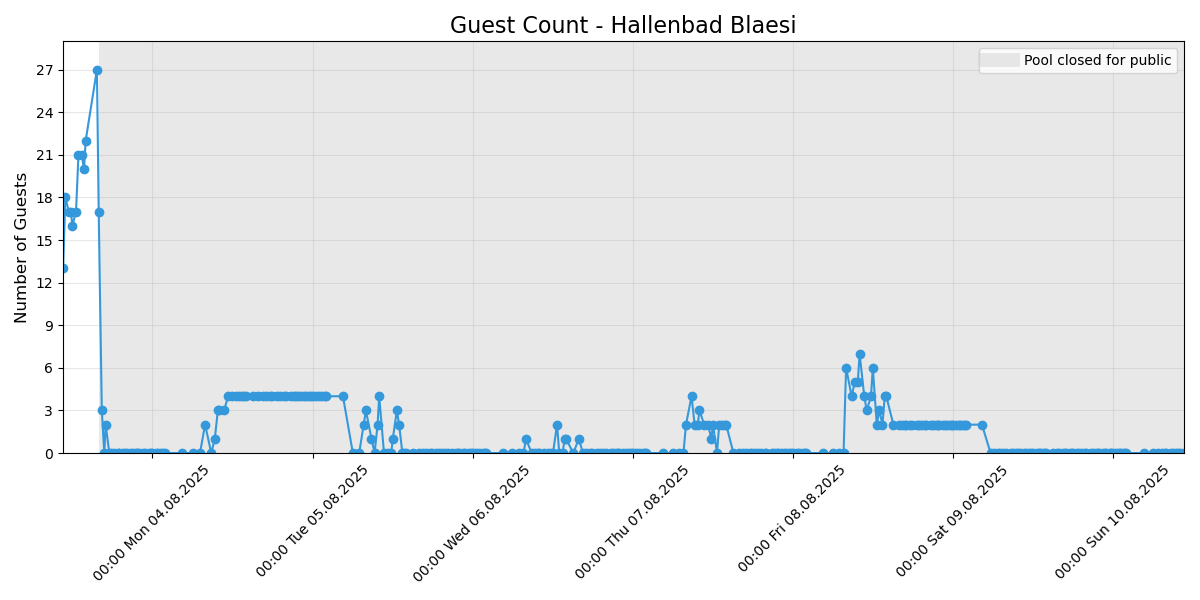 Guest Count - Hallenbad Blaesi
Pool closed for public
Number of Guests
27
24
21
18
15
12
9
6
3
0
00:00 Mon 04.08.2025
00:00 Tue 05.08.2025
00:00 Wed 06.08.2025
00:00 Thu 07.08.2025
00:00 Fri 08.08.2025
00:00 Sat 09.08.2025
00:00 Sun 10.08.2025